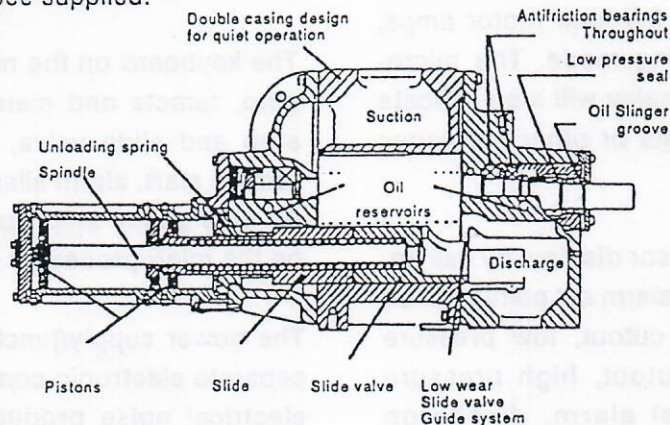 supplied.
Double casing design
for quiet operation
Antifriction bearings
Throughout
Low pressure
seal
Oil Slinger
groove
Suction
Unloading spring
Spindle
Oil
reservoirs
Discharge
Pistons
Slide
Slide valve
Low wear
Slide valve
Guide system